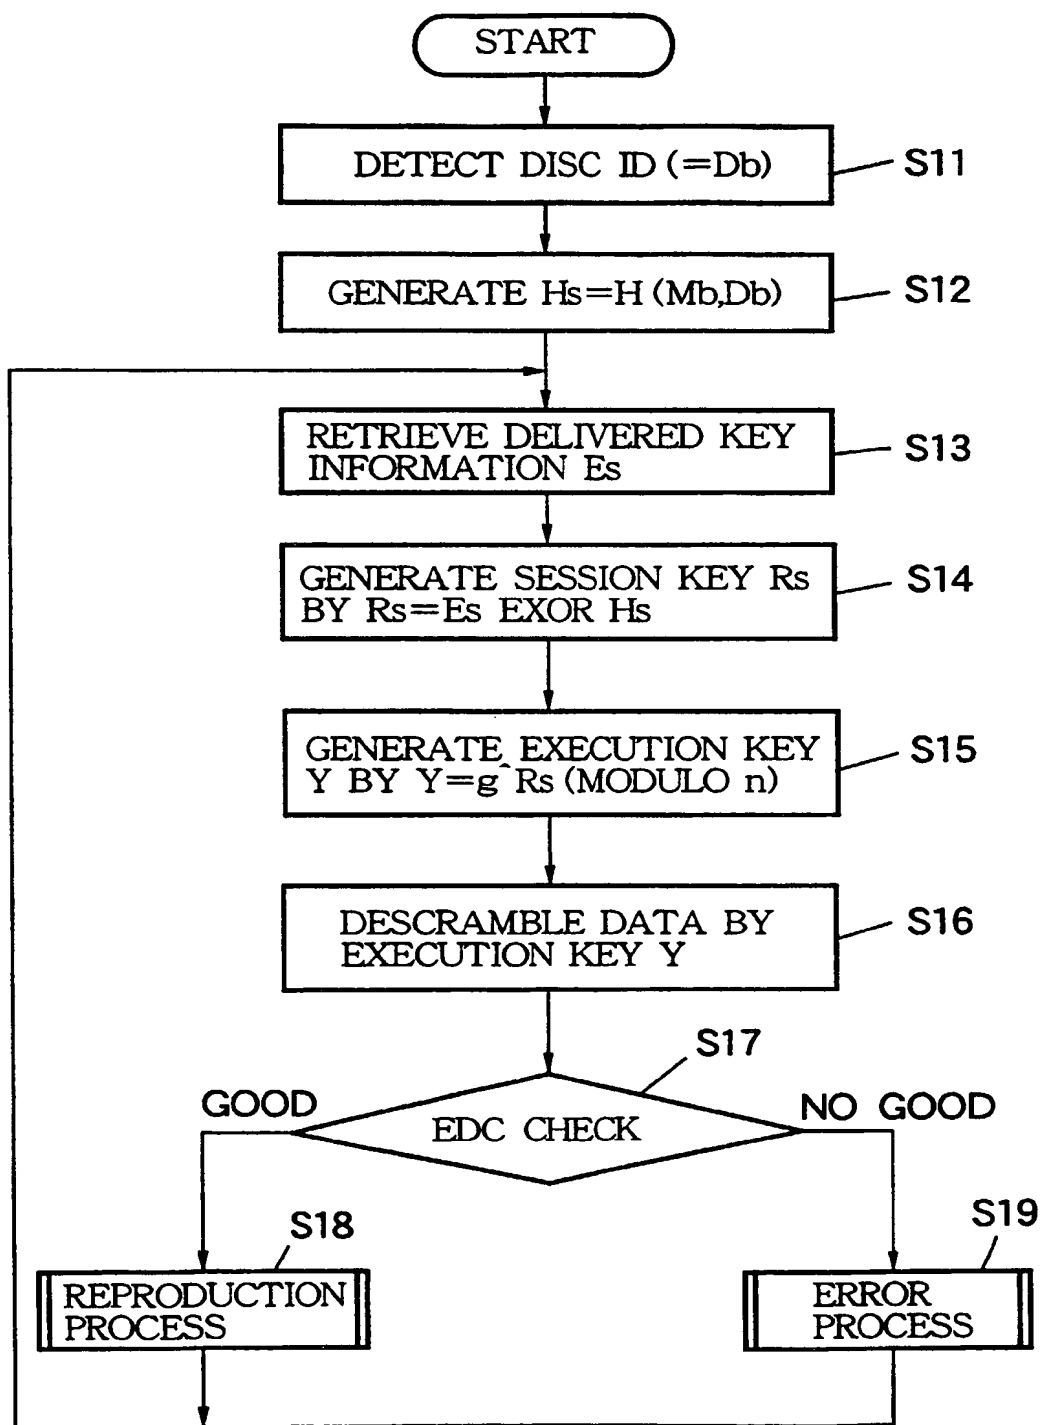 START
DETECT DISC ID (=Db)
S11
GENERATE Hs=H (Mb,Db)
S12
RETRIEVE DELIVERED KEY
INFORMATION Es
S13
GENERATE SESSION KEY Rs
BY Rs=Es EXOR Hs
S14
GENERATE EXECUTION KEY
Y BY Y=g^Rs (MODULO n)
S15
DESCRAMBLE DATA BY
EXECUTION KEY Y
S16
S17
GOOD
EDC CHECK
NO GOOD
S18
S19
REPRODUCTION
PROCESS
ERROR
PROCESS